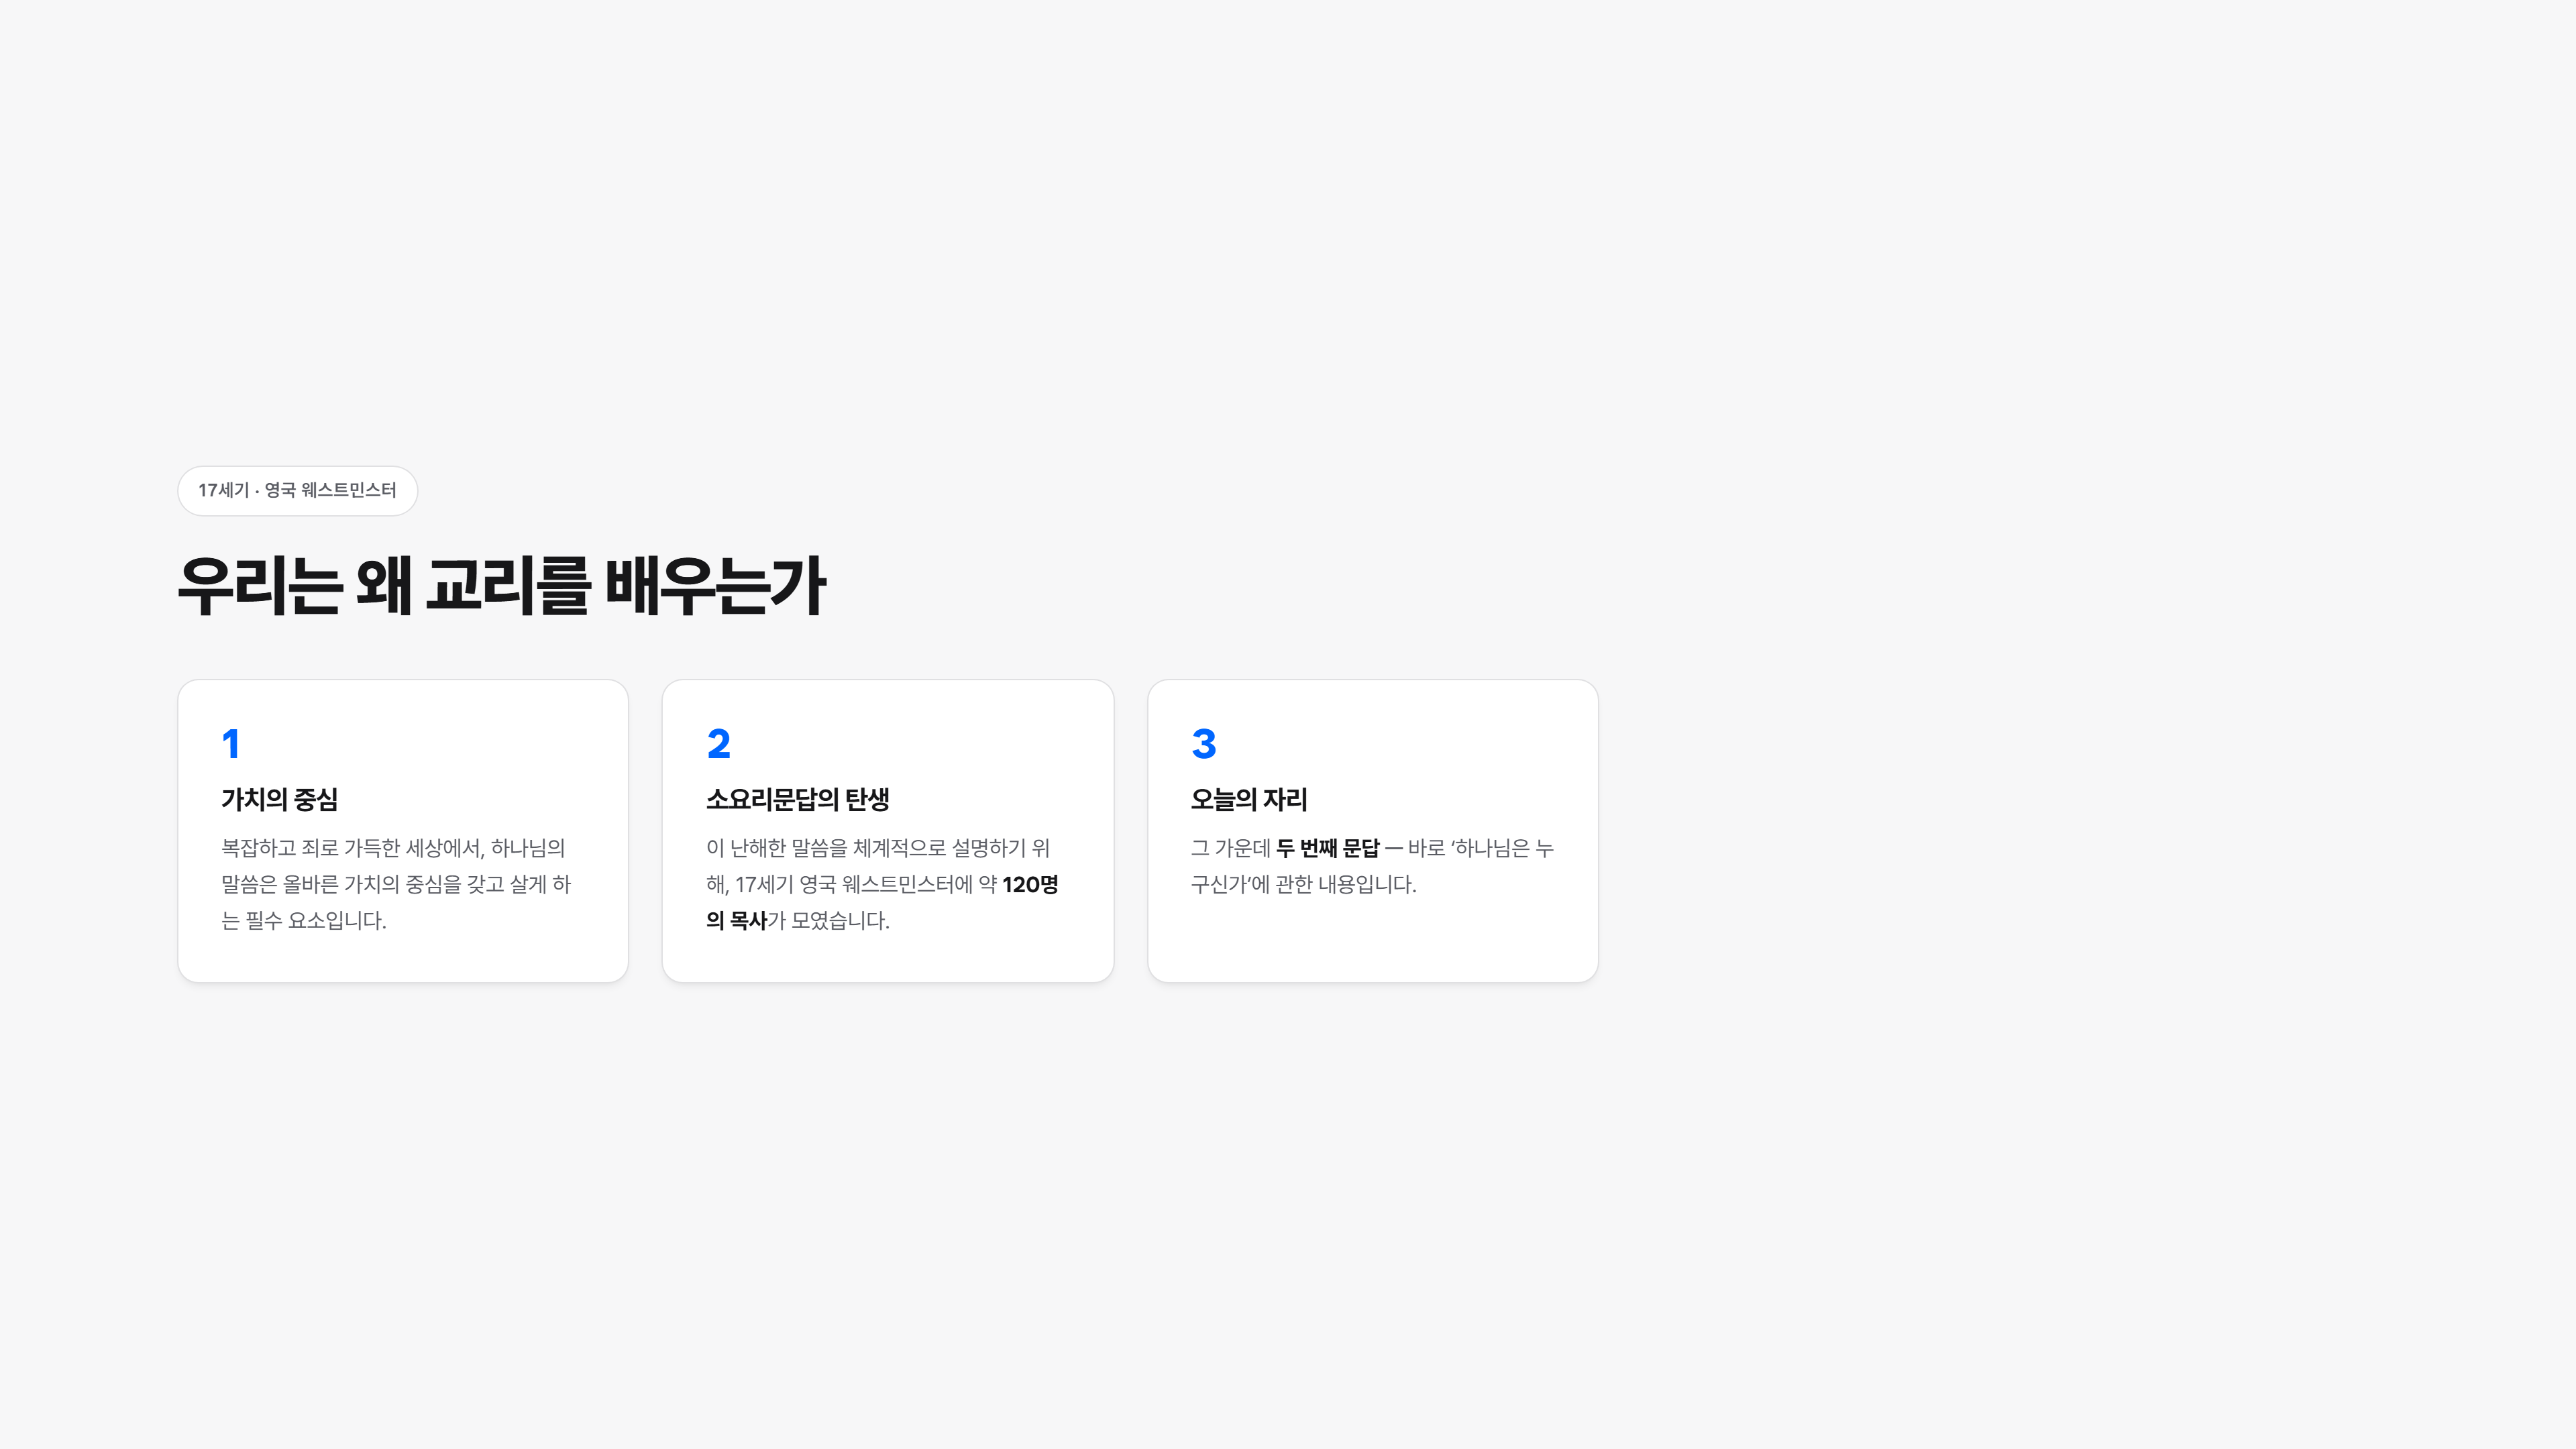 17세기 · 영국 웨스트민스터
우리는 왜 교리를 배우는가
1
가치의 중심
복잡하고 죄로 가득한 세상에서, 하나님의
말씀은 올바른 가치의 중심을 갖고 살게 하
는 필수 요소입니다.
2
소요리문답의 탄생
이 난해한 말씀을 체계적으로 설명하기 위
해, 17세기 영국 웨스트민스터에 약 120명
의 목사가 모였습니다.
3
오늘의 자리
그 가운데 두 번째 문답 — 바로 ‘하나님은 누
구신가’에 관한 내용입니다.